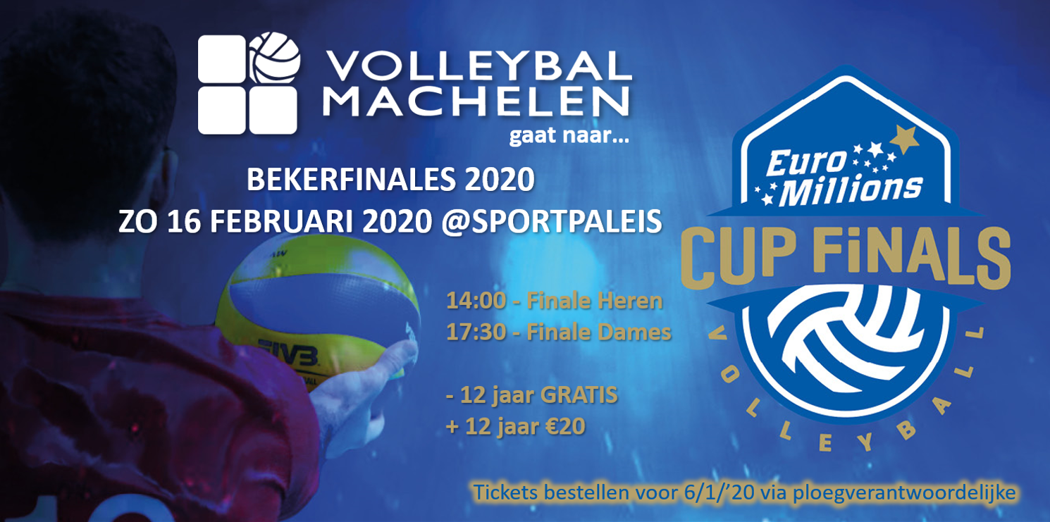 VOLLEYBAL
MACHELEN
gaat naar...
BEKERFINALES 2020
ZO 16 FEBRUARI 2020 @SPORTPALEIS
Euro
Millions
CUP FiNALS
VOLLEYBALL
14:00 - Finale Heren
17:30 - Finale Dames
- 12 jaar GRATIS
+ 12 jaar €20
FIVB
Tickets bestellen voor 6/1/'20 via ploegverantwoordelijke